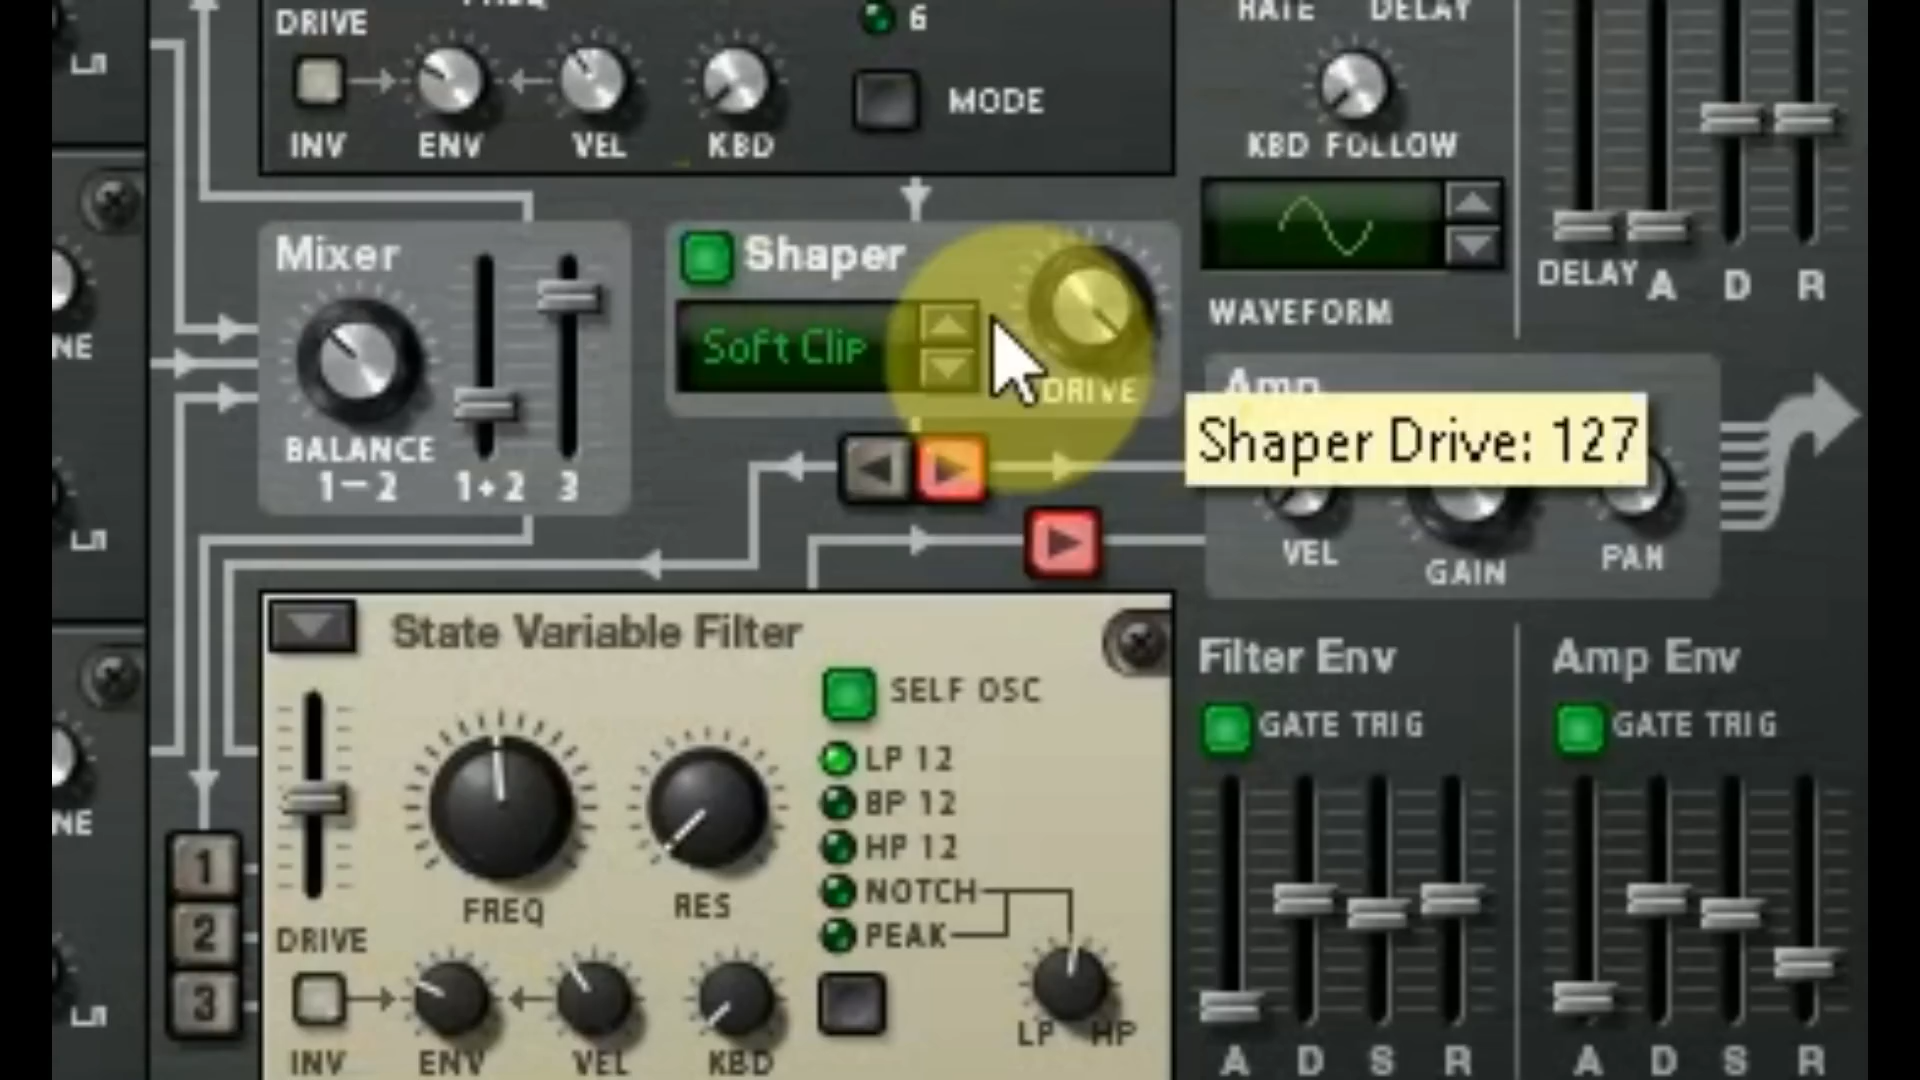 DRIVE
INV
ENV
VEL
KBD
6
MODE
RATE DELAY
KBD FOLLOW
WAVEFORM
DELAY A D R
Mixer
BALANCE
1–2
1+2
3
Shaper
Soft Clip
DRIVE
Shaper Drive: 127
VEL
GAIN
PAN
NE
NE
1
2
3
State Variable Filter
SELF OSC
LP 12
BP 12
HP 12
NOTCH
PEAK
FREQ
RES
DRIVE
INV
ENV
VEL
KBD
LP HP
Filter Env
GATE TRIG
A D S R
Amp Env
GATE TRIG
A D S R